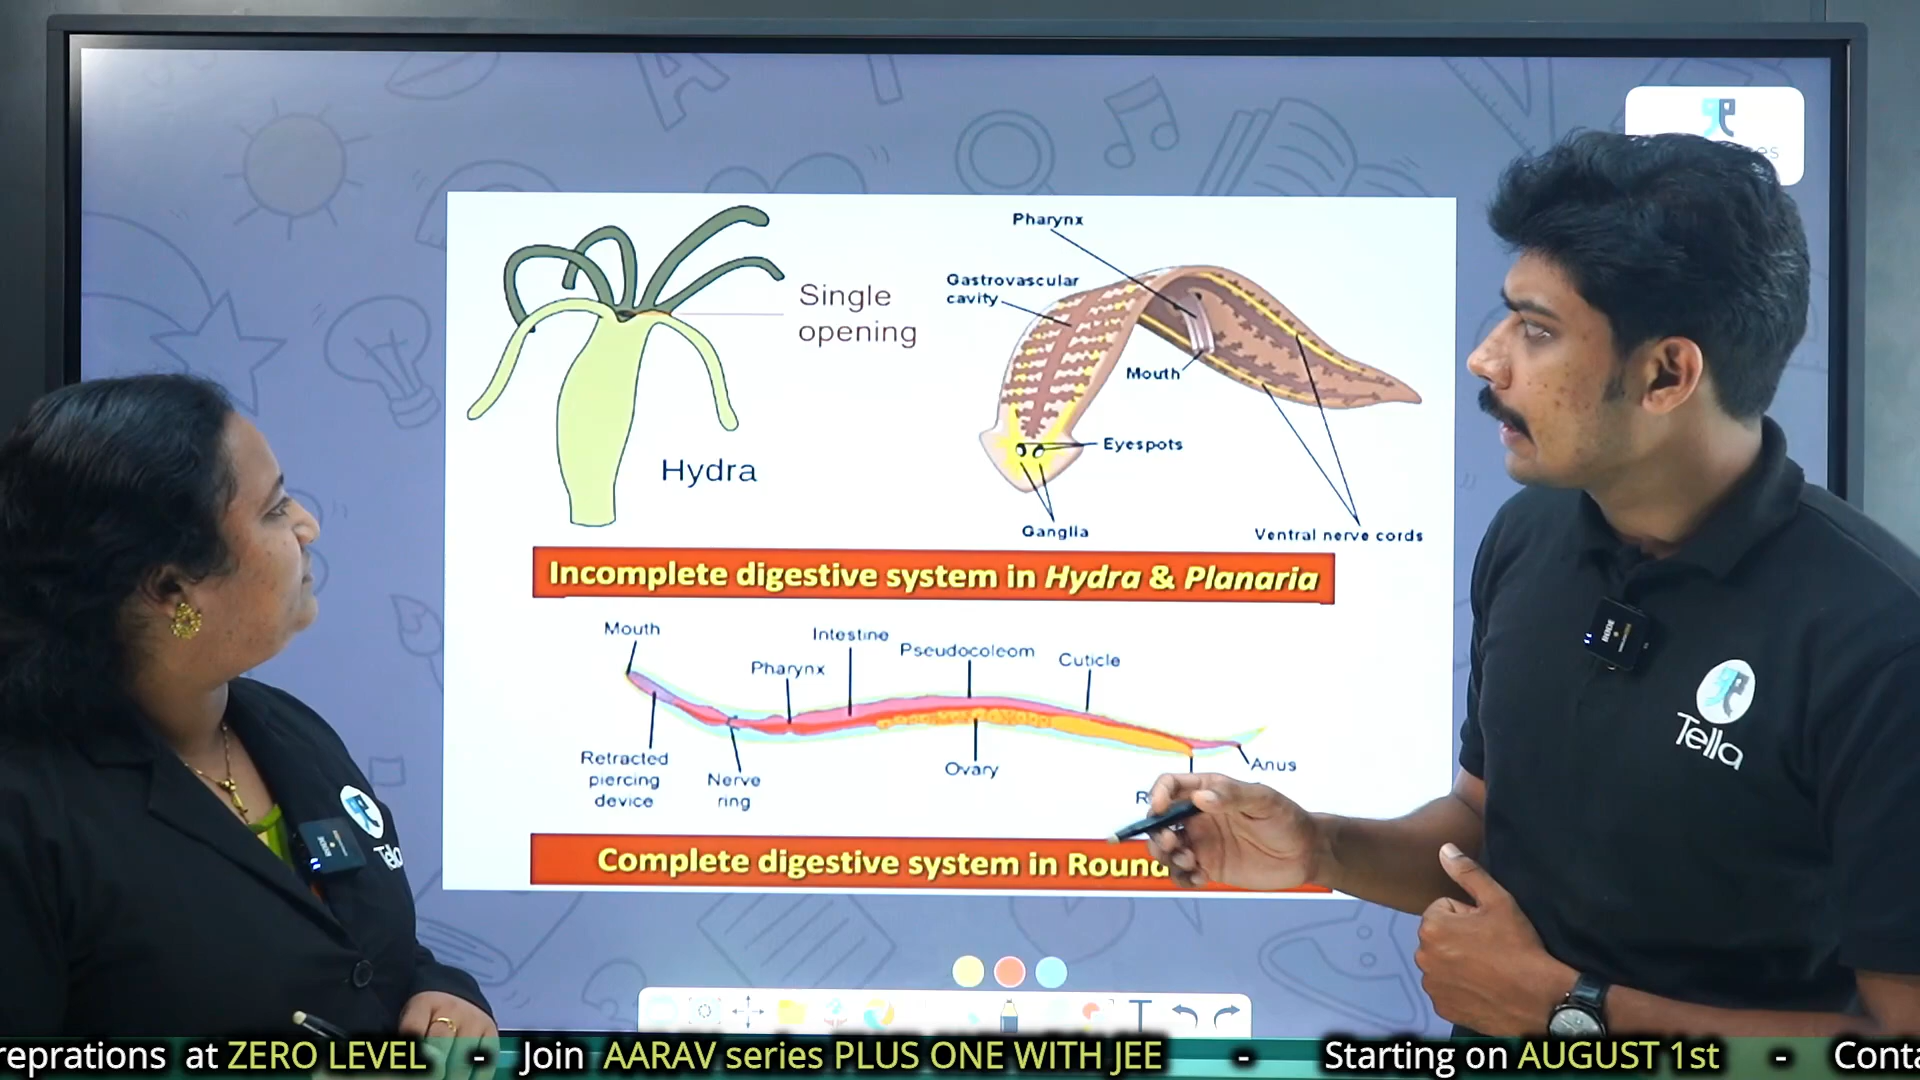 Pharynx
Gastrovascular
cavity
Single
opening
Mouth
Eyespots
Hydra
Ganglia
Ventral nerve cords
Incomplete digestive system in Hydra & Planaria
Mouth
Intestine
Pseudocoleom
Cuticle
Pharynx
Retracted
piercing
device
Nerve
ring
Ovary
Anus
Complete digestive system in Round
RODE
Tella
RODE
Tella
at ZERO LEVEL - Join AARAV series PLUS ONE WITH JEE - Starting on AUGUST 1st -